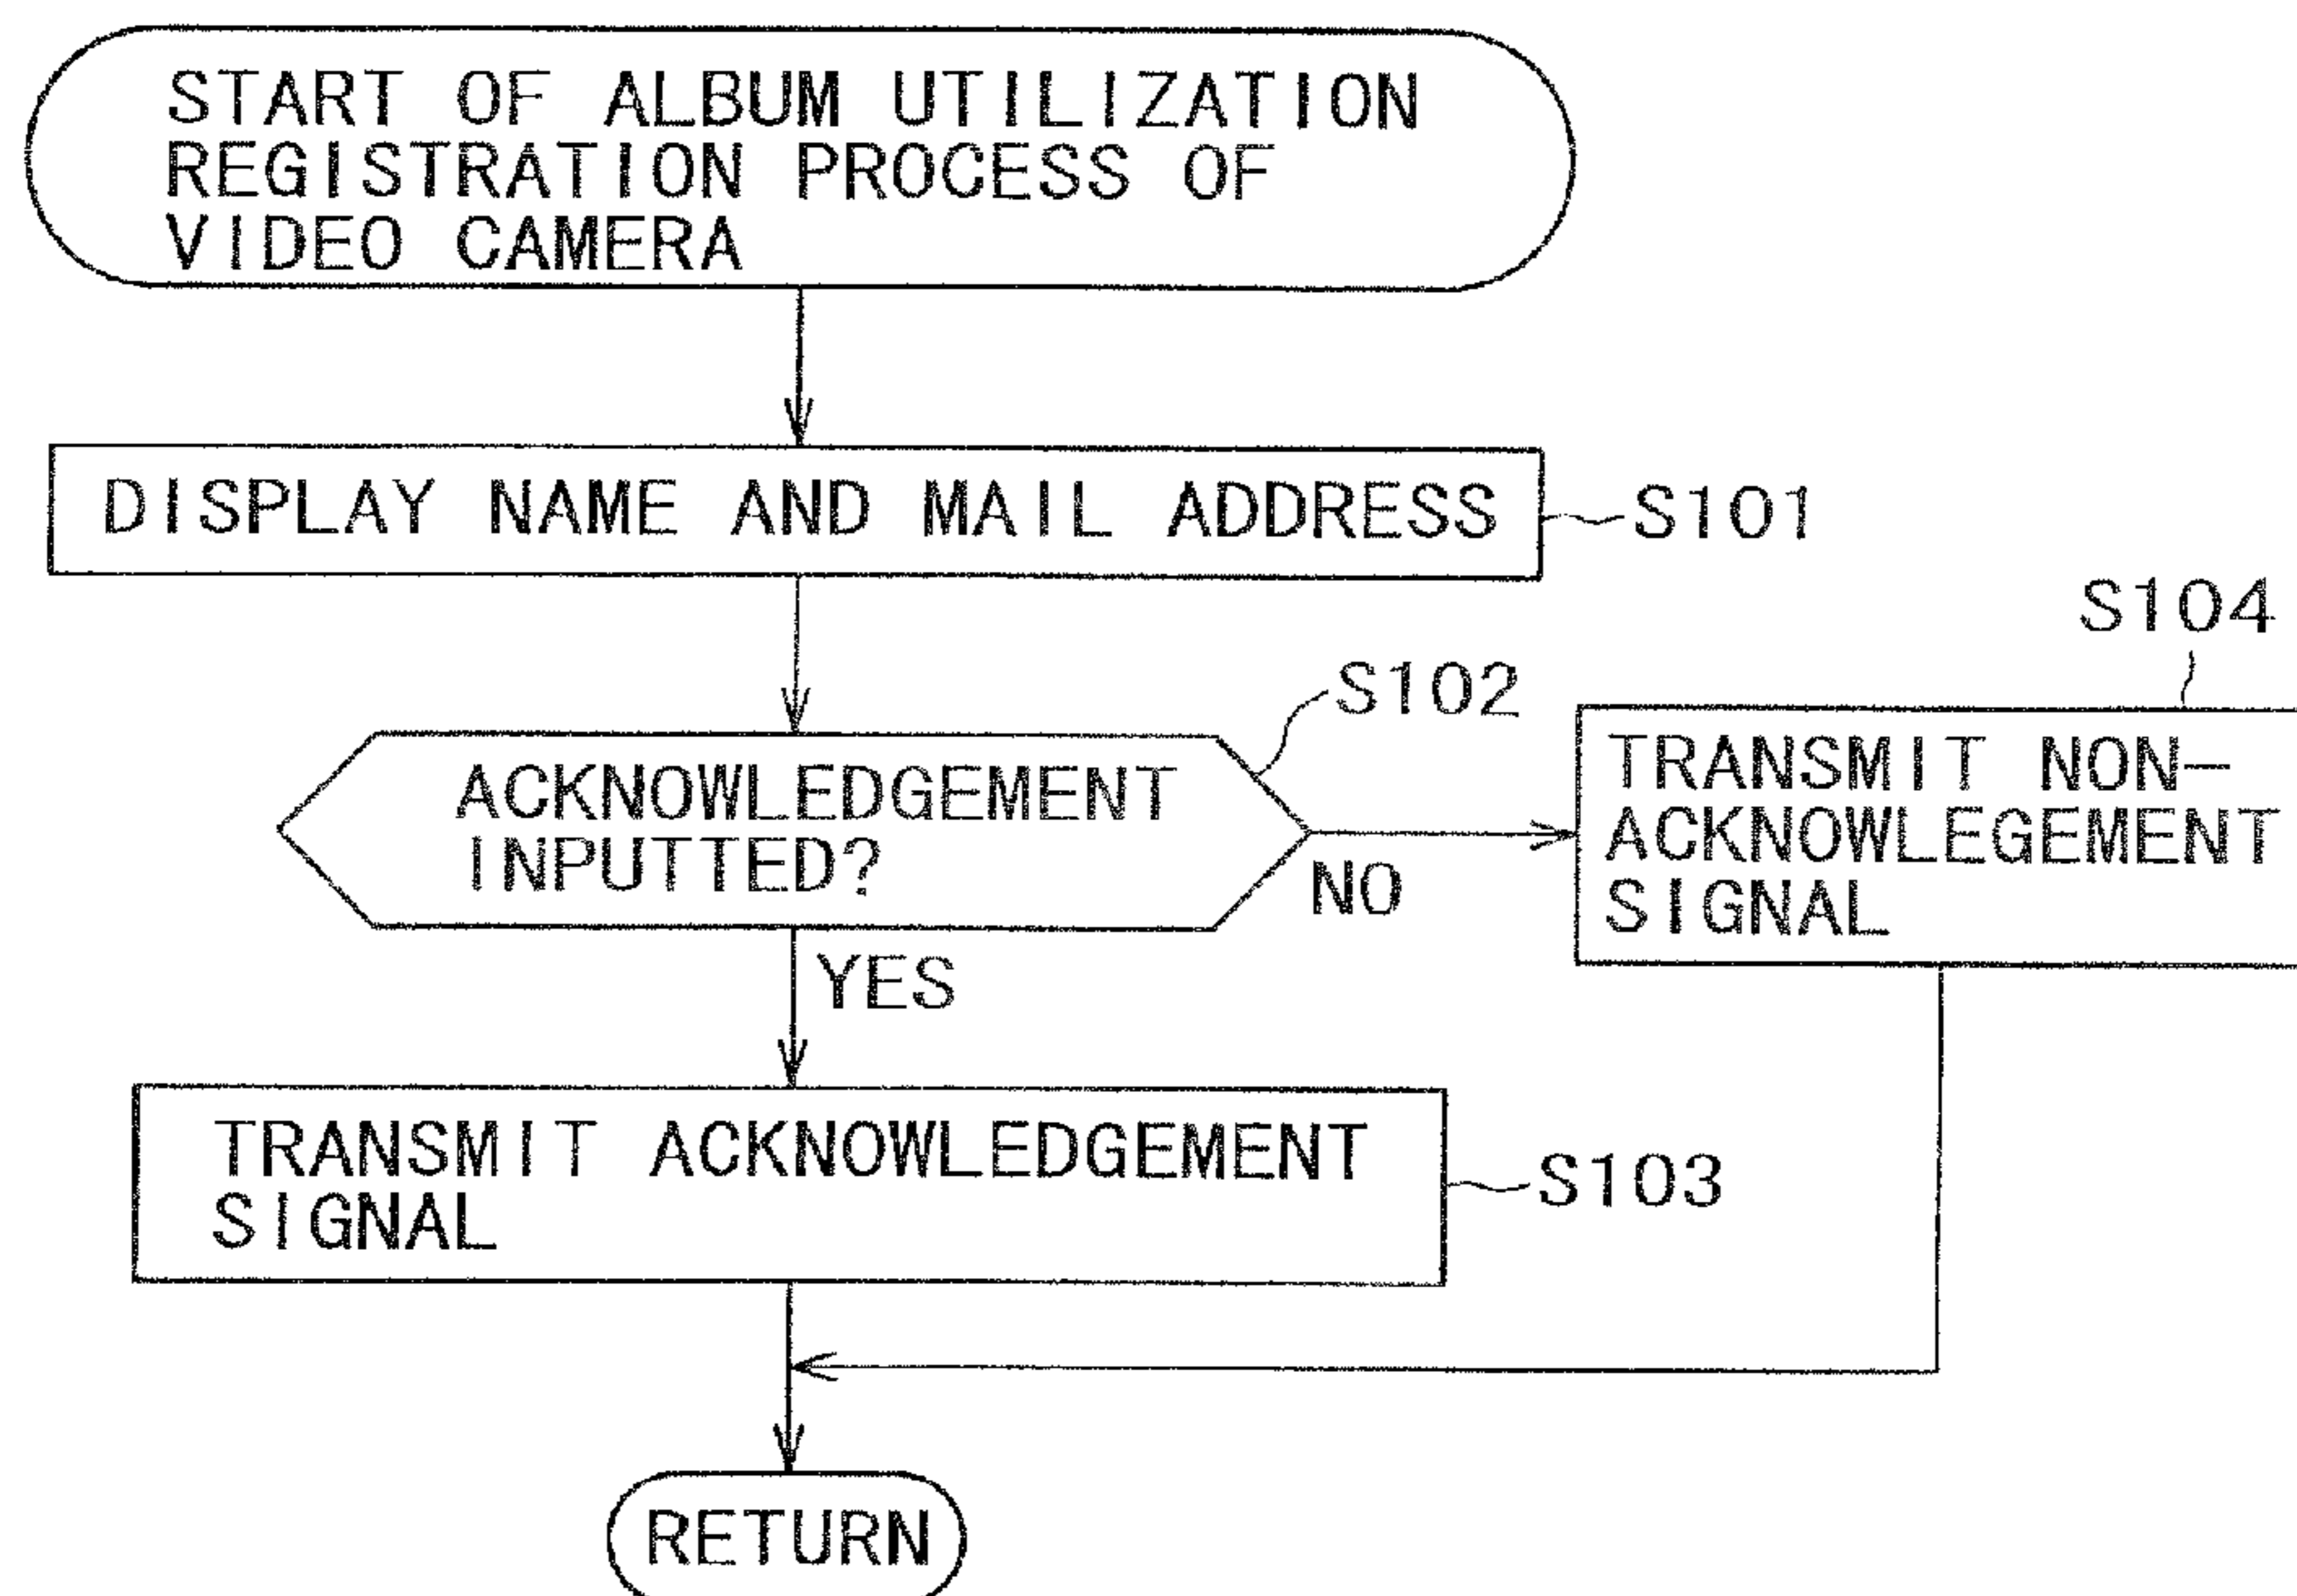 START OF ALBUM UTILIZATION
REGISTRATION PROCESS OF
VIDEO CAMERA
DISPLAY NAME AND MAIL ADDRESS
S101
S104
S102
ACKNOWLEDGEMENT
INPUTTED?
NO
TRANSMIT NON-
ACKNOWLEGEMENT
SIGNAL
YES
TRANSMIT ACKNOWLEDGEMENT
SIGNAL
S103
RETURN